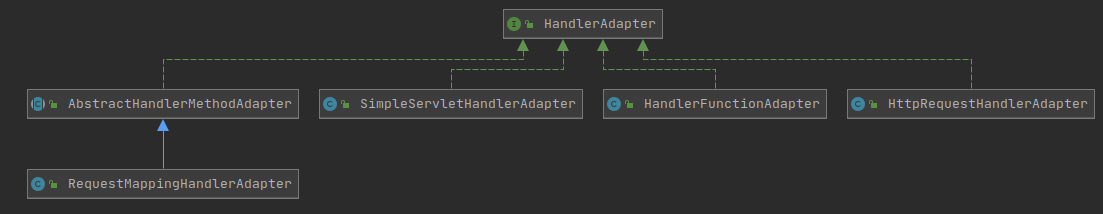 HandlerAdapter
AbstractHandlerMethodAdapter
SimpleServletHandlerAdapter
HandlerFunctionAdapter
HttpRequestHandlerAdapter
RequestMappingHandlerAdapter